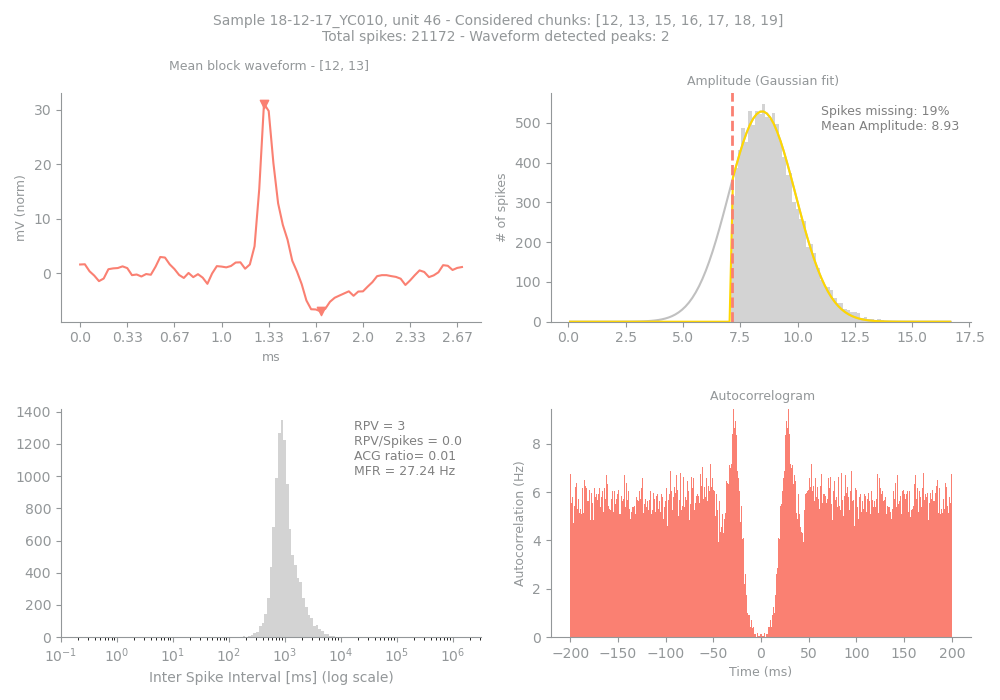 Sample 18-12-17_YC010, unit 46 - Considered chunks: [12, 13, 15, 16, 17, 18, 19]
Total spikes: 21172 - Waveform detected peaks: 2
Mean block waveform - [12, 13]
30
20
10
0
mV (norm)
0.0 0.33 0.67 1.0 1.33 1.67 2.0 2.33 2.67
ms
Amplitude (Gaussian fit)
Spikes missing: 19%
Mean Amplitude: 8.93
500
400
300
200
100
0
# of spikes
0.0 2.5 5.0 7.5 10.0 12.5 15.0 17.5
1400
1200
1000
800
600
400
200
0
RPV = 3
RPV/Spikes = 0.0
ACG ratio= 0.01
MFR = 27.24 Hz
10⁻¹ 10⁰ 10¹ 10² 10³ 10⁴ 10⁵ 10⁶
Inter Spike Interval [ms] (log scale)
Autocorrelogram
8
6
4
2
0
Autocorrelation (Hz)
−200 −150 −100 −50 0 50 100 150 200
Time (ms)